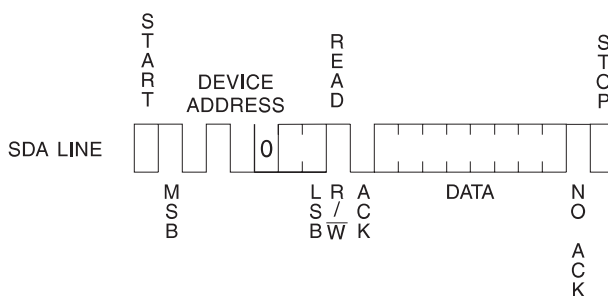 START
DEVICE
ADDRESS
READ
STOP
SDA LINE
0
MSB
LSB
R/W
ACK
DATA
NO ACK